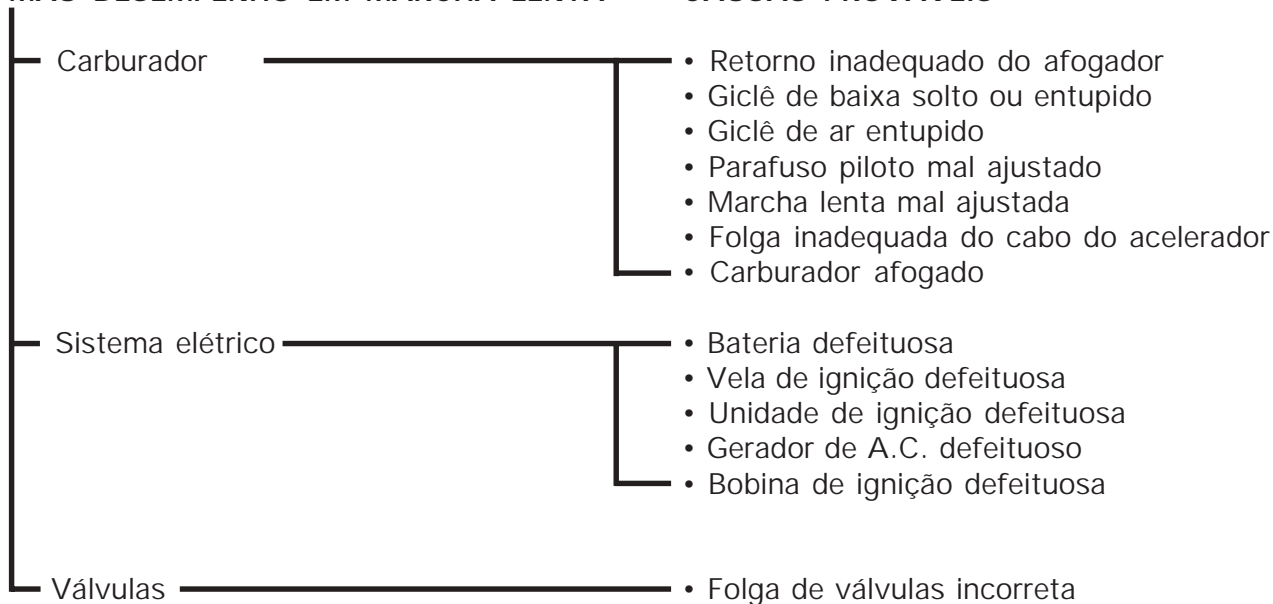 Carburador
• Retorno inadequado do afogador
• Giclê de baixa solto ou entupido
• Giclê de ar entupido
• Parafuso piloto mal ajustado
• Marcha lenta mal ajustada
• Folga inadequada do cabo do acelerador
• Carburador afogado
Sistema elétrico
• Bateria defeituosa
• Vela de ignição defeituosa
• Unidade de ignição defeituosa
• Gerador de A.C. defeituoso
• Bobina de ignição defeituosa
Válvulas
• Folga de válvulas incorreta